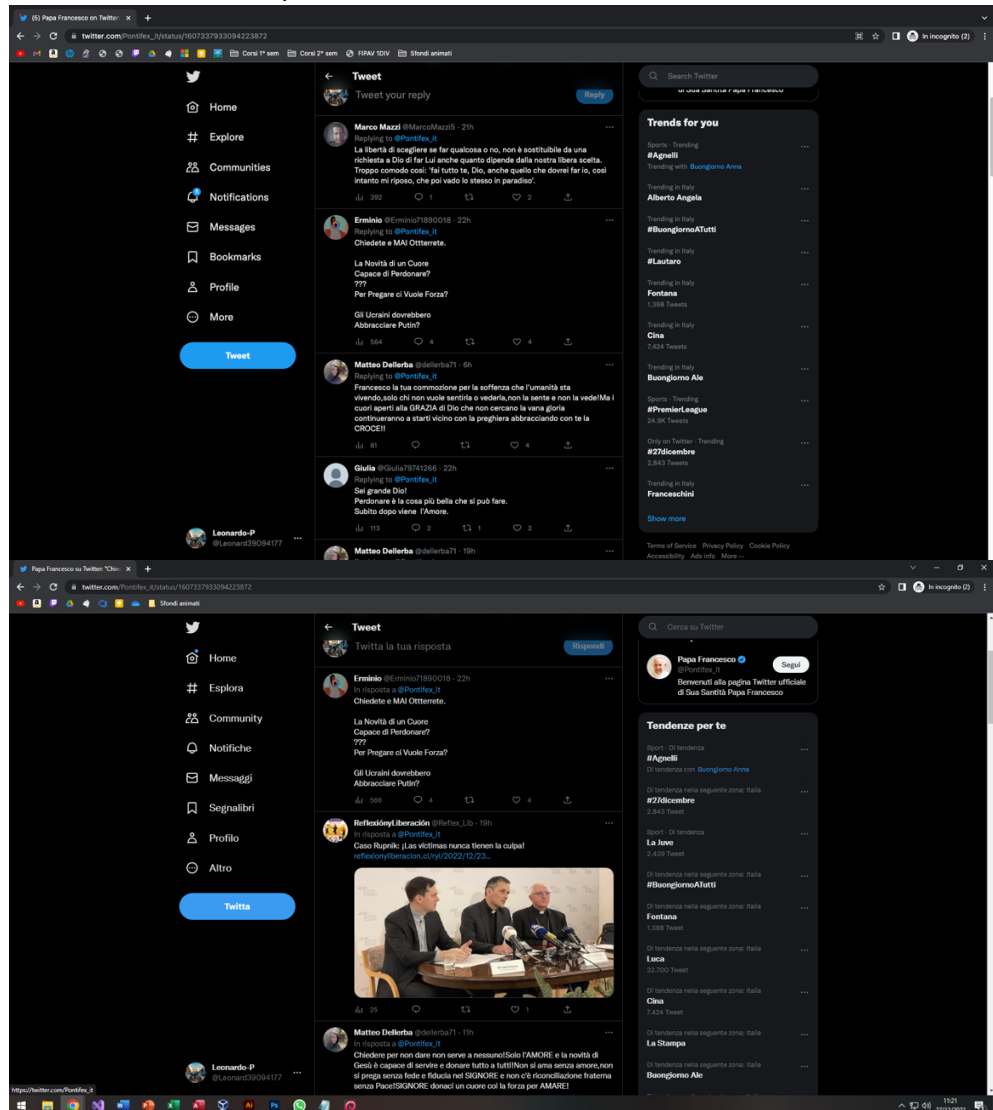 (5) Papa Francesco on Twitter:
twitter.com/Pontifex_it/status/1607337933094223872
In incognito (2)
Corsi 1° sem
Corsi 2° sem
FIPAV 1DIV
Sfondi animati
Home
Explore
Communities
Notifications
Messages
Bookmarks
Profile
More
Tweet
Leonardo-P
@Leonard39094177
Tweet
Tweet your reply
Reply
Marco Mazzi @MarcoMazzi5 · 21h
Replying to @Pontifex_it
La libertà di scegliere se far qualcosa o no, non è sostituibile da una
richiesta a Dio di far Lui anche quanto dipende dalla nostra libera scelta.
Troppo comodo così: 'fai tutto te, Dio, anche quello che dovrei far io, così
intanto mi riposo, che poi vado lo stesso in paradiso'.
392 1 2
Erminio @Erminio71890018 · 22h
Replying to @Pontifex_it
Chiedete e MAI Ottterrete.
La Novità di un Cuore
Capace di Perdonare?
???
Per Pregare ci Vuole Forza?
Gli Ucraini dovrebbero
Abbracciare Putin?
564 4 4
Matteo Dellerba @dellerba71 · 6h
Replying to @Pontifex_it
Francesco la tua commozione per la soffenza che l'umanità sta
vivendo,solo chi non vuole sentirla o vederla,non la sente e non la vede!Ma i
cuori aperti alla GRAZIA di Dio che non cercano la vana gloria
continueranno a starti vicino con la preghiera abbracciando con te la
CROCE!!
81 4
Giulia @Giulia79741266 · 22h
Replying to @Pontifex_it
Sei grande Dio!
Perdonare è la cosa più bella che si può fare.
Subito dopo viene l'Amore.
113 2 1 2
Matteo Dellerba @dellerba71 · 19h
Search Twitter
di Sua Santità Papa Francesco
Trends for you
Sports · Trending
#Agnelli
Trending with Buongiorno Anna
Trending in Italy
Alberto Angela
Trending in Italy
#BuongiornoATutti
Trending in Italy
#Lautaro
Trending in Italy
Fontana
1,398 Tweets
Trending in Italy
Cina
7,424 Tweets
Trending in Italy
Buongiorno Ale
Sports · Trending
#PremierLeague
24.9K Tweets
Only on Twitter · Trending
#27dicembre
2,843 Tweets
Trending in Italy
Franceschini
Show more
Terms of Service Privacy Policy Cookie Policy
Accessibility Ads info More
Papa Francesco su Twitter: "Chie
twitter.com/Pontifex_it/status/1607337933094223872
In incognito (2)
Sfondi animati
Home
Esplora
Community
Notifiche
Messaggi
Segnalibri
Profilo
Altro
Twitta
Leonardo-P
@Leonard39094177
https://twitter.com/Pontifex_it
Tweet
Twitta la tua risposta
Rispondi
Erminio @Erminio71890018 · 22h
In risposta a @Pontifex_it
Chiedete e MAI Ottterrete.
La Novità di un Cuore
Capace di Perdonare?
???
Per Pregare ci Vuole Forza?
Gli Ucraini dovrebbero
Abbracciare Putin?
566 4 4
ReflexiónyLiberación @Reflex_Lib · 19h
In risposta a @Pontifex_it
Caso Rupnik: ¡Las víctimas nunca tienen la culpa!
reflexionyliberacion.cl/ryl/2022/12/23...
25 1
Matteo Dellerba @dellerba71 · 11h
In risposta a @Pontifex_it
Chiedere per non dare non serve a nessuno!Solo l'AMORE e la novità di
Gesù è capace di servire e donare tutto a tutti!Non si ama senza amore,non
si prega senza fede e fiducia nel SIGNORE e non c'è riconciliazione fraterna
senza Pace!SIGNORE donaci un cuore col la forza per AMARE!
Cerca su Twitter
Papa Francesco
@Pontifex_it
Segui
Benvenuti alla pagina Twitter ufficiale
di Sua Santità Papa Francesco
Tendenze per te
Sport · Di tendenza
#Agnelli
Di tendenza con Buongiorno Anna
Di tendenza nella seguente zona: Italia
#27dicembre
2.843 Tweet
Sport · Di tendenza
La Juve
2.439 Tweet
Di tendenza nella seguente zona: Italia
#BuongiornoATutti
Di tendenza nella seguente zona: Italia
Fontana
1.398 Tweet
Di tendenza nella seguente zona: Italia
Luca
32.700 Tweet
Di tendenza nella seguente zona: Italia
Cina
7.424 Tweet
Di tendenza nella seguente zona: Italia
La Stampa
Di tendenza nella seguente zona: Italia
Buongiorno Ale
11:21
27/12/2022